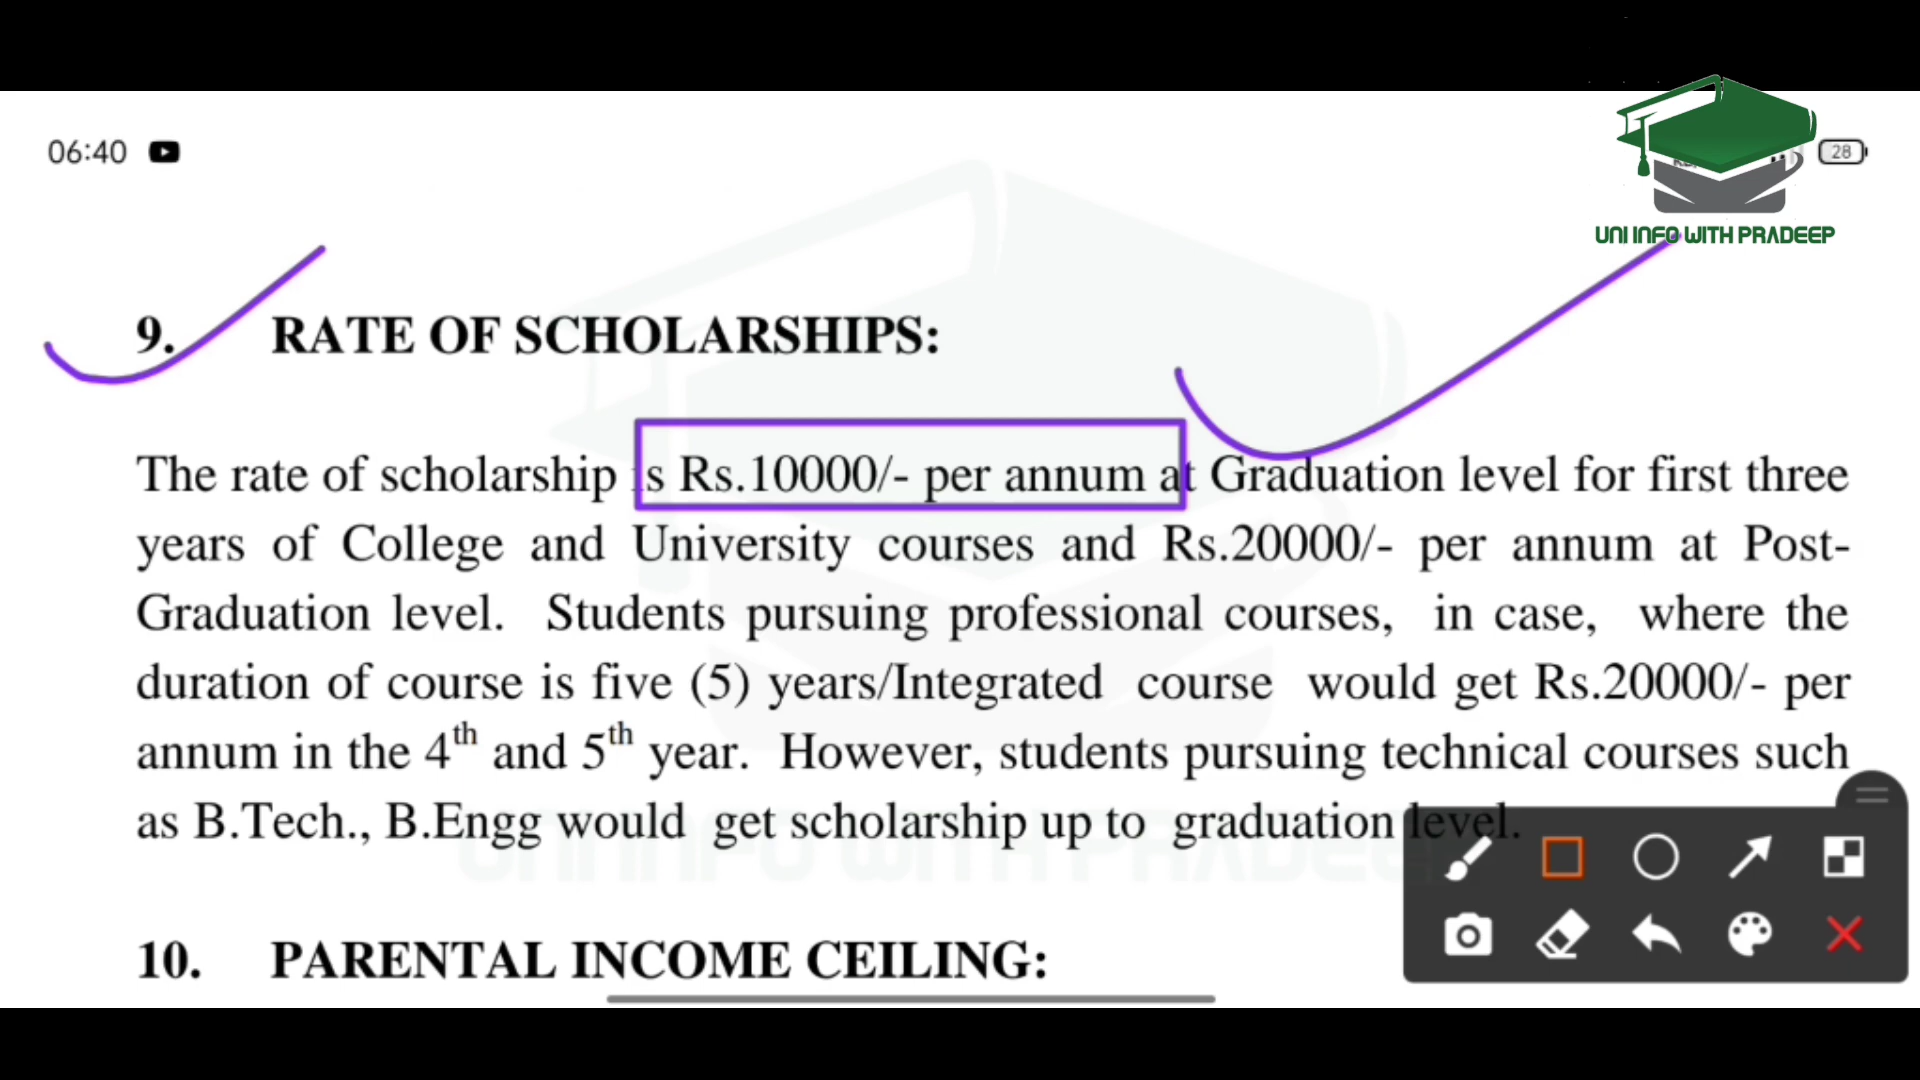 06:40
28
UNI INFO WITH PRADEEP
9. RATE OF SCHOLARSHIPS:
The rate of scholarship is Rs.10000/- per annum at Graduation level for first three
years of College and University courses and Rs.20000/- per annum at Post-
Graduation level. Students pursuing professional courses, in case, where the
duration of course is five (5) years/Integrated course would get Rs.20000/- per
annum in the 4th and 5th year. However, students pursuing technical courses such
as B.Tech., B.Engg would get scholarship up to graduation level.
UNI INFO WITH PRADEEP
10. PARENTAL INCOME CEILING: